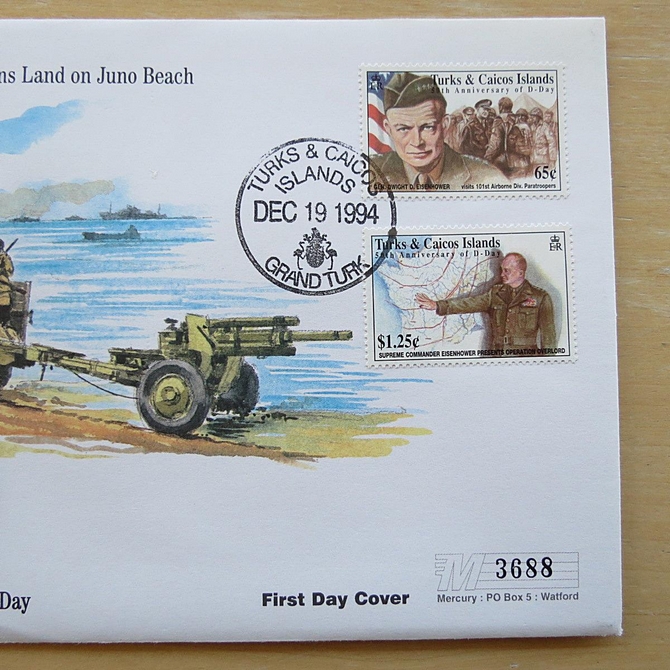 ns Land on Juno Beach
Turks & Caicos Islands
50th Anniversary of D-Day
ER
65¢
GEN. DWIGHT D. EISENHOWER visits 101st Airborne Div. Paratroopers
TURKS & CAICOS
ISLANDS
DEC 19 1994
GRAND TURK
Turks & Caicos Islands
50th Anniversary of D-Day
ER
$1.25¢
SUPREME COMMANDER EISENHOWER PRESENTS OPERATION OVERLORD
M 3688
Day
First Day Cover
Mercury : PO Box 5 : Watford